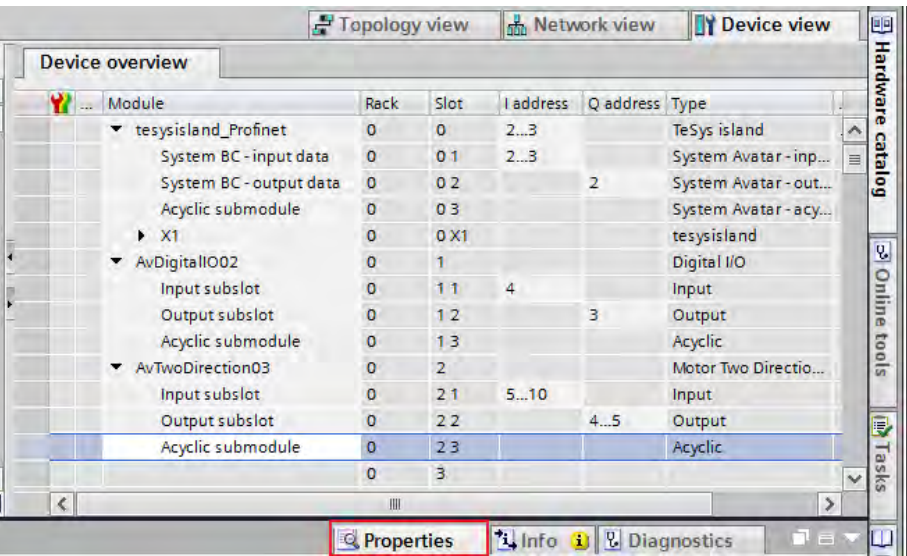 Topology view Network view Device view
Device overview
... Module Rack Slot I address Q address Type
tesysisland_Profinet 0 0 2...3 TeSys island
System BC - input data 0 0 1 2...3 System Avatar - inp...
System BC - output data 0 0 2 2 System Avatar - out...
Acyclic submodule 0 0 3 System Avatar - acy...
X1 0 0 X1 tesysisland
AvDigitalIO02 0 1 Digital I/O
Input subslot 0 1 1 4 Input
Output subslot 0 1 2 3 Output
Acyclic submodule 0 1 3 Acyclic
AvTwoDirection03 0 2 Motor Two Directio...
Input subslot 0 2 1 5...10 Input
Output subslot 0 2 2 4...5 Output
Acyclic submodule 0 2 3 Acyclic
0 3
Properties Info Diagnostics
Hardware catalog
Online tools
Tasks